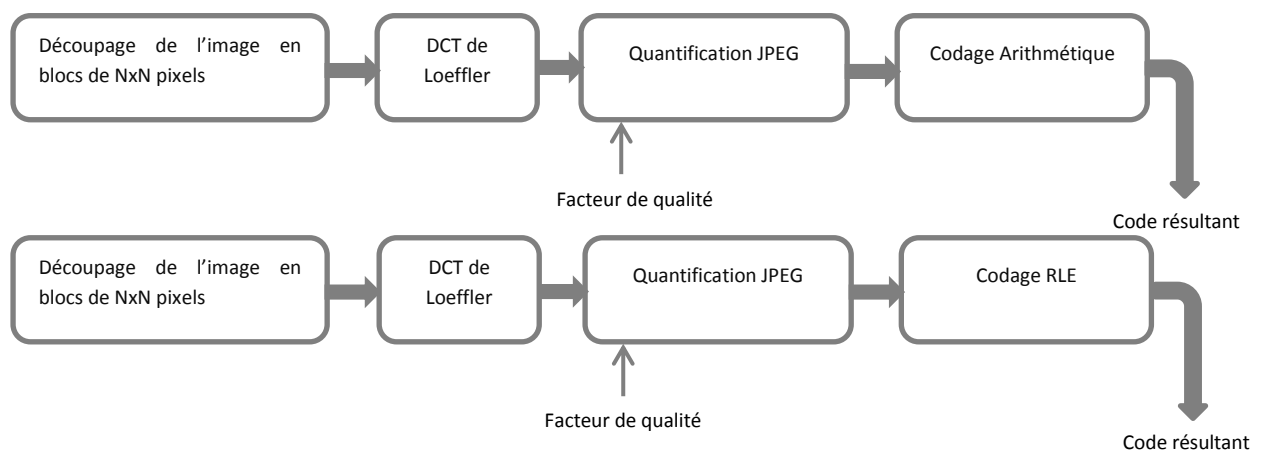 Découpage de l’image en
blocs de NxN pixels
DCT de
Loeffler
Quantification JPEG
Codage Arithmétique
Facteur de qualité
Code résultant
Découpage de l’image en
blocs de NxN pixels
DCT de
Loeffler
Quantification JPEG
Codage RLE
Facteur de qualité
Code résultant